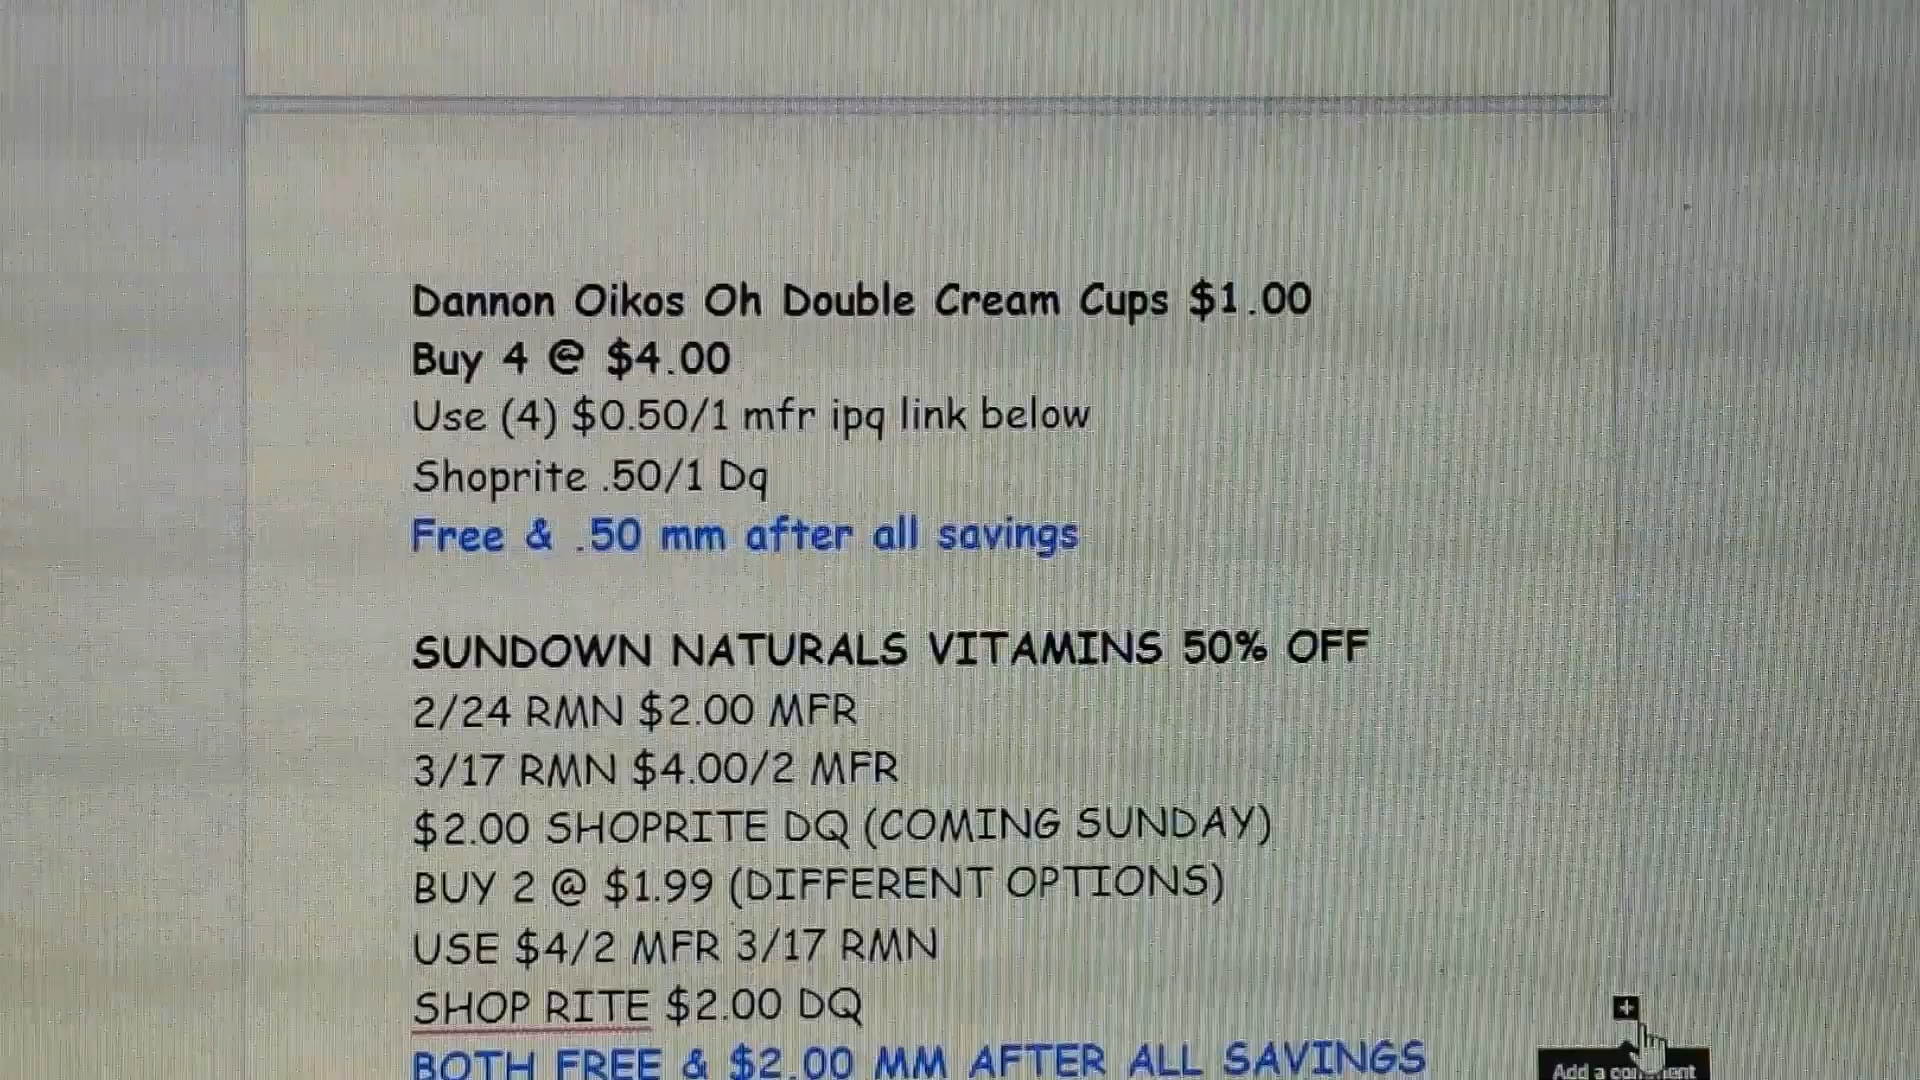 Dannon Oikos Oh Double Cream Cups $1.00
Buy 4 @ $4.00
Use (4) $0.50/1 mfr ipq link below
Shoprite .50/1 Dq
Free & .50 mm after all savings
SUNDOWN NATURALS VITAMINS 50% OFF
2/24 RMN $2.00 MFR
3/17 RMN $4.00/2 MFR
$2.00 SHOPRITE DQ (COMING SUNDAY)
BUY 2 @ $1.99 (DIFFERENT OPTIONS)
USE $4/2 MFR 3/17 RMN
SHOP RITE $2.00 DQ
BOTH FREE & $2.00 MM AFTER ALL SAVINGS
Add a